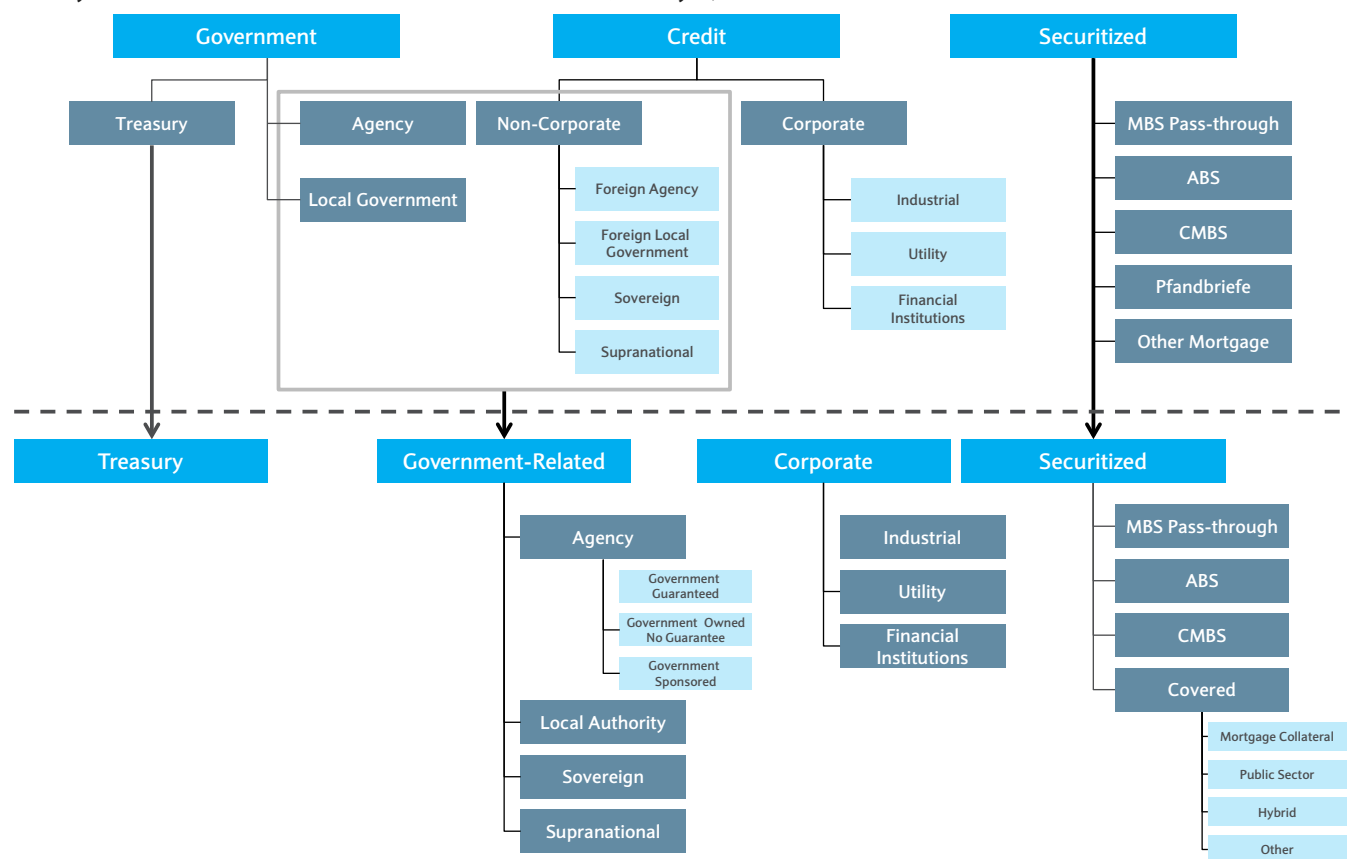 Government
Credit
Securitized
Treasury
Agency
Non-Corporate
Corporate
MBS Pass-through
Local Government
Foreign Agency
Foreign Local
Government
Sovereign
Supranational
Industrial
Utility
Financial
Institutions
ABS
CMBS
Pfandbriefe
Other Mortgage
Treasury
Government-Related
Corporate
Securitized
Agency
Government
Guaranteed
Government Owned
No Guarantee
Government
Sponsored
Local Authority
Sovereign
Supranational
Industrial
Utility
Financial
Institutions
MBS Pass-through
ABS
CMBS
Covered
Mortgage Collateral
Public Sector
Hybrid
Other